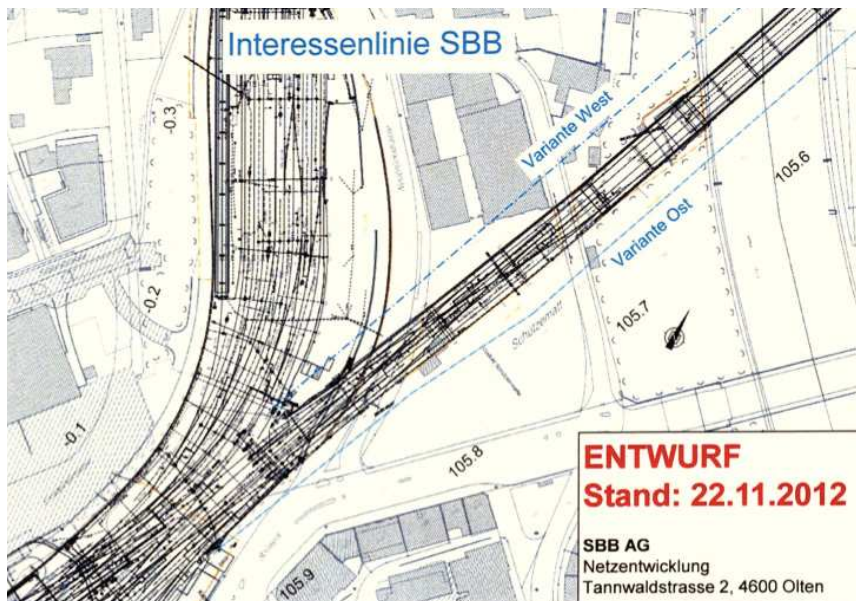 Interessenlinie SBB
-0.3
Variante West
105.6
Variante Ost
-0.2
105.7
-0.1
105.8
105.9
ENTWURF
Stand: 22.11.2012
SBB AG
Netzentwicklung
Tannwaldstrasse 2, 4600 Olten